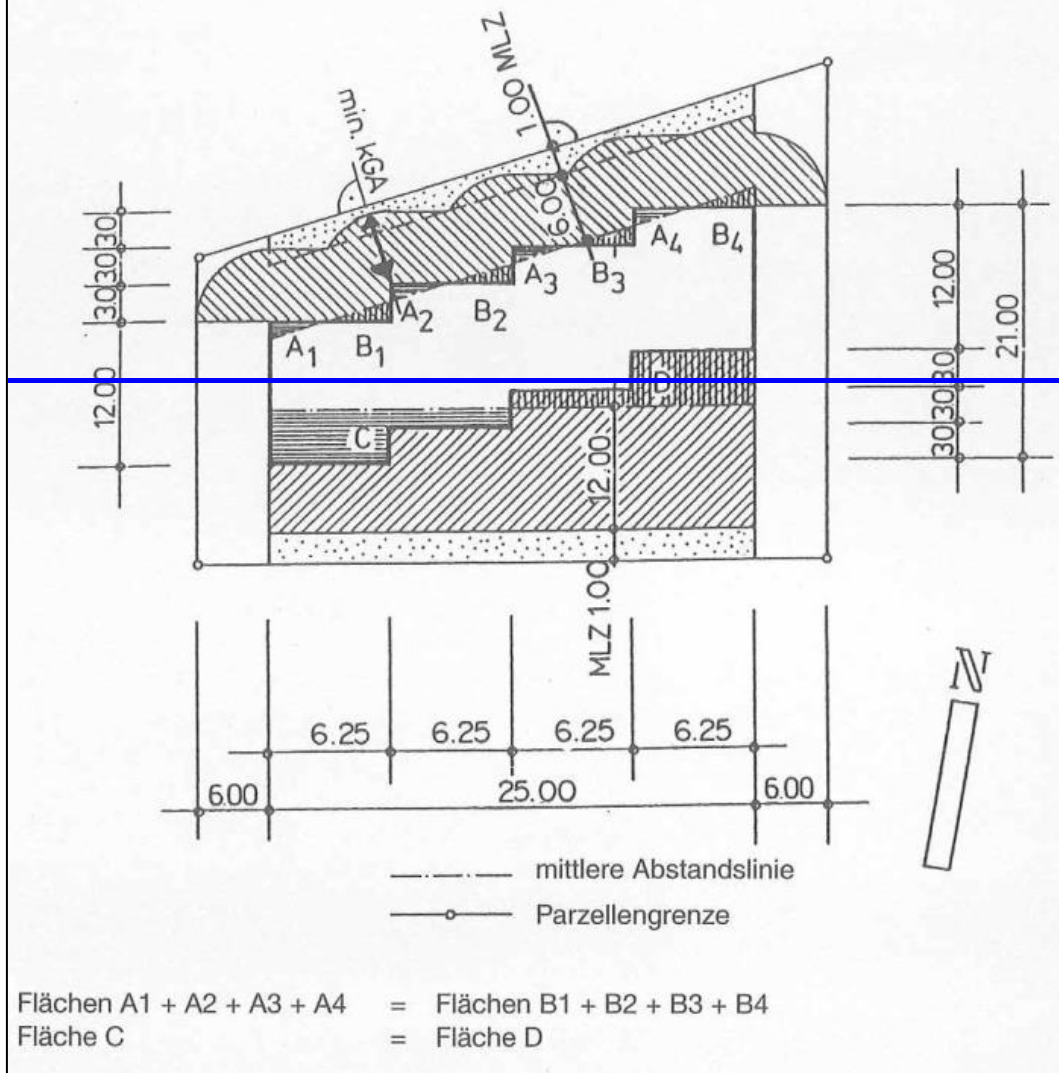 1.00 MLZ
min. kGA
6.00
3.0 30 30
12.00
A1 B1 A2 B2 A3 B3 A4 B4
12.00
21.00
30 30 30
C
D
12.00
MLZ 1.00
N
6.25 6.25 6.25 6.25
6.00 25.00 6.00
mittlere Abstandslinie
Parzellengrenze
Flächen A1 + A2 + A3 + A4 = Flächen B1 + B2 + B3 + B4
Fläche C = Fläche D